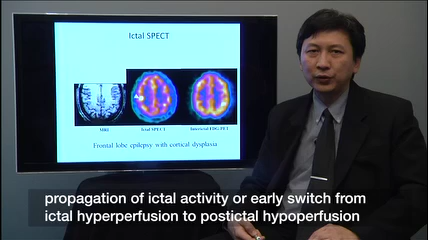 Ictal SPECT
MRI
Ictal SPECT
Interictal FDG PET
Frontal lobe epilepsy with cortical dysplasia
propagation of ictal activity or early switch from
ictal hyperperfusion to postictal hypoperfusion